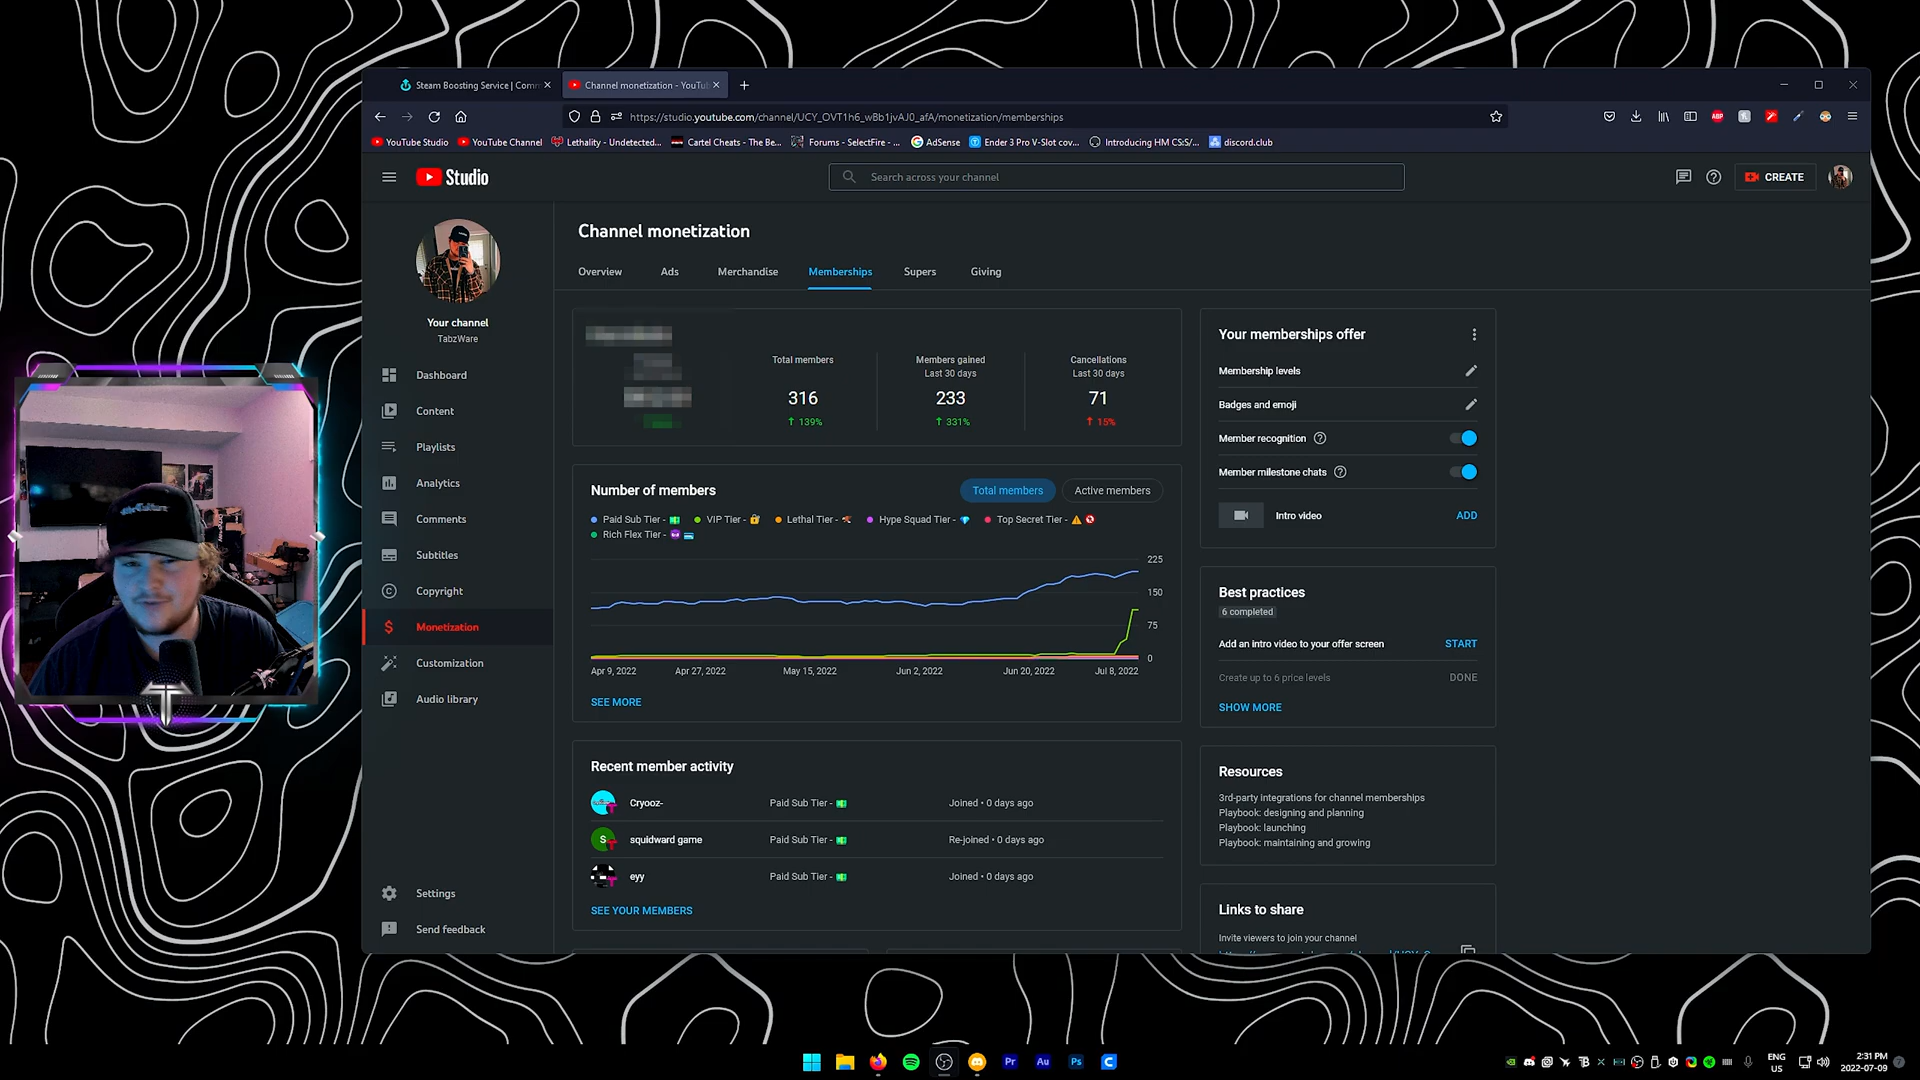 Steam Boosting Service | Comm
Channel monetization - YouTu
https://studio.youtube.com/channel/UCY_OVT1h6_wBb1jvAJ0_afA/monetization/memberships
YouTube Studio
YouTube Channel
Lethality - Undetected...
Cartel Cheats - The Be...
Forums - SelectFire - ...
AdSense
Ender 3 Pro V-Slot cov...
Introducing HM CS:S/...
discord.club
Studio
Search across your channel
CREATE
Your channel
TabzWare
Dashboard
Content
Playlists
Analytics
Comments
Subtitles
Copyright
Monetization
Customization
Audio library
Settings
Send feedback
Channel monetization
Overview
Ads
Merchandise
Memberships
Supers
Giving
Total members
316
↑ 139%
Members gained
Last 30 days
233
↑ 331%
Cancellations
Last 30 days
71
↑ 15%
Number of members
Total members
Active members
Paid Sub Tier -
VIP Tier -
Lethal Tier -
Hype Squad Tier -
Top Secret Tier -
Rich Flex Tier -
225
150
75
0
Apr 9, 2022
Apr 27, 2022
May 15, 2022
Jun 2, 2022
Jun 20, 2022
Jul 8, 2022
SEE MORE
Recent member activity
Cryooz- Paid Sub Tier - Joined • 0 days ago
squidward game Paid Sub Tier - Re-joined • 0 days ago
eyy Paid Sub Tier - Joined • 0 days ago
SEE YOUR MEMBERS
Your memberships offer
Membership levels
Badges and emoji
Member recognition
Member milestone chats
Intro video ADD
Best practices
6 completed
Add an intro video to your offer screen START
Create up to 6 price levels DONE
SHOW MORE
Resources
3rd-party integrations for channel memberships
Playbook: designing and planning
Playbook: launching
Playbook: maintaining and growing
Links to share
Invite viewers to join your channel
Pr
Au
Ps
ENG
US
2:31 PM
2022-07-09